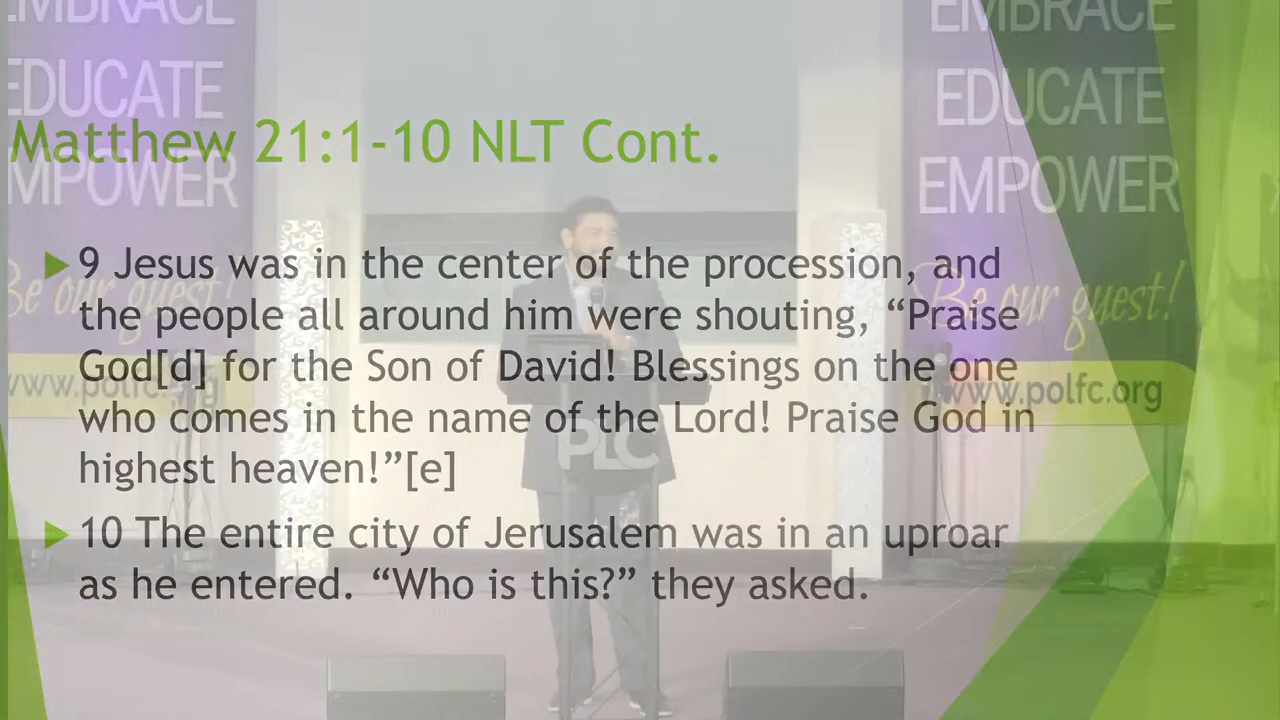 EMBRACE
EDUCATE
EMPOWER
Be our guest!
www.polfc.org
EMBRACE
EDUCATE
EMPOWER
Be our guest!
www.polfc.org
Matthew 21:1-10 NLT Cont.
9 Jesus was in the center of the procession, and
the people all around him were shouting, “Praise
God[d] for the Son of David! Blessings on the one
who comes in the name of the Lord! Praise God in
highest heaven!”[e]
10 The entire city of Jerusalem was in an uproar
as he entered. “Who is this?” they asked.
PLC